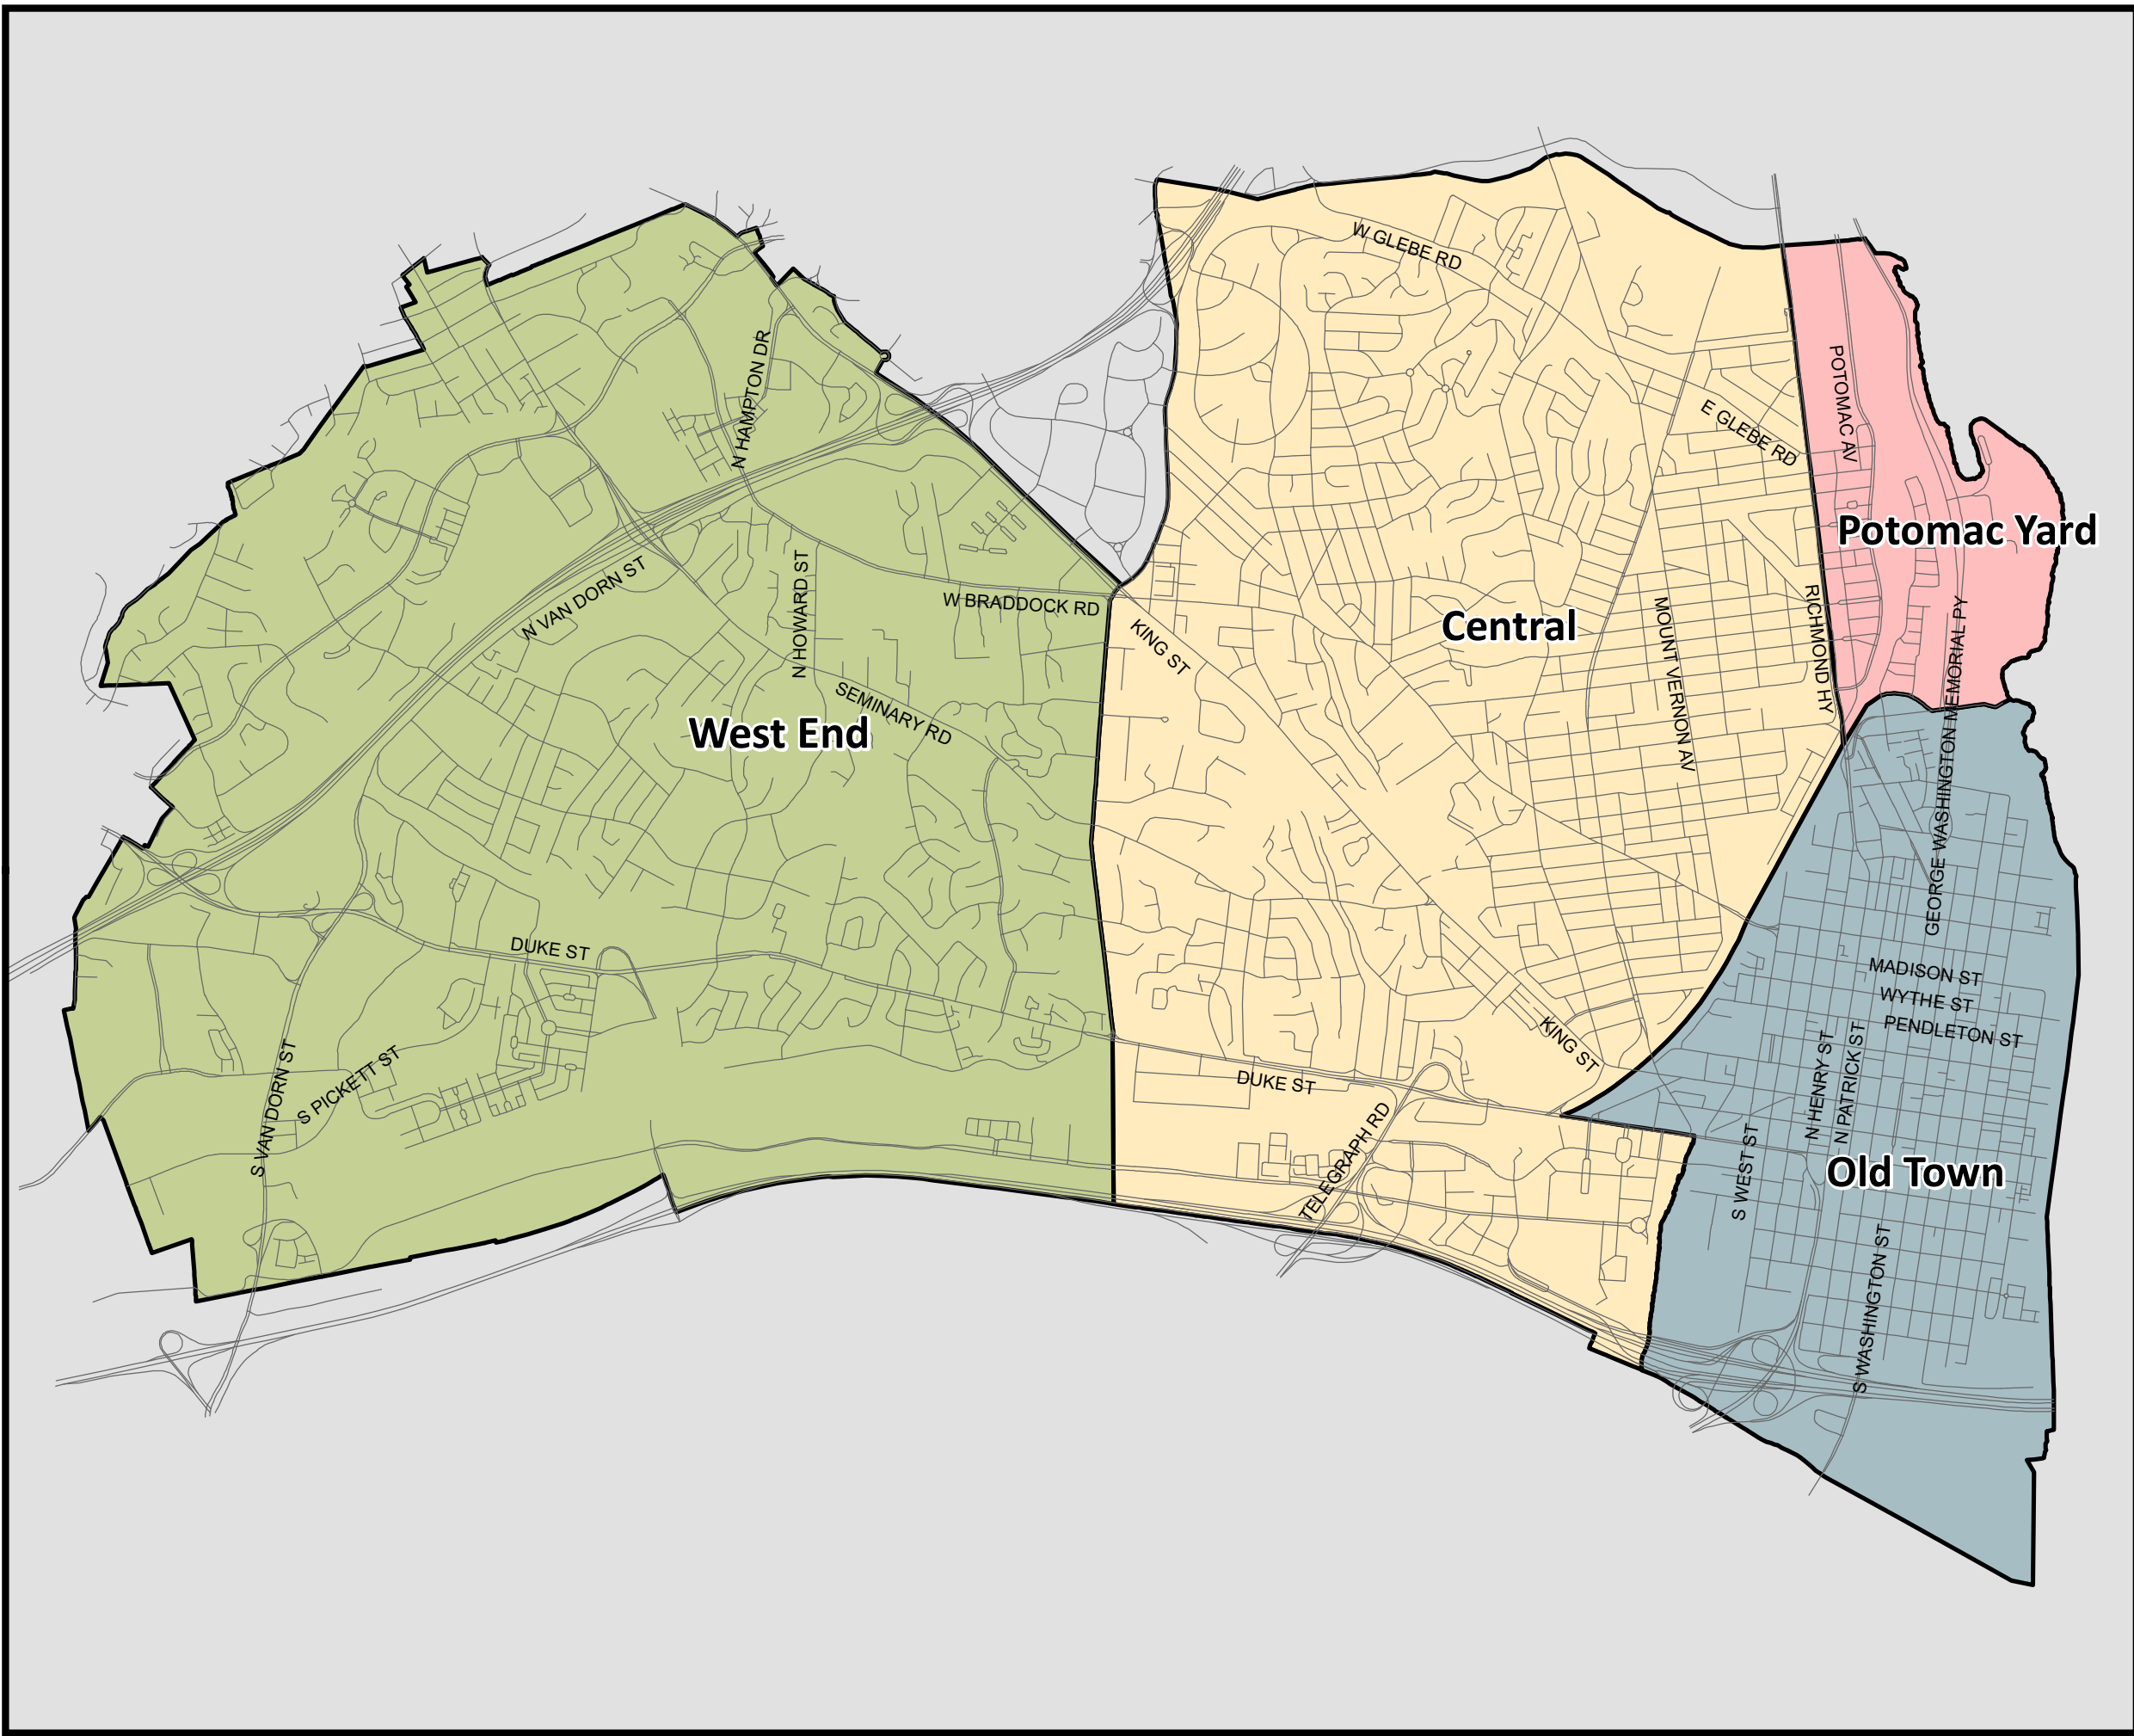 W GLEBE RD
N HAMPTON DR
POTOMAC AV
E GLEBE RD
Potomac Yard
N VAN DORN ST
N HOWARD ST
W BRADDOCK RD
KING ST
Central
MOUNT VERNON AV
RICHMOND HY
GEORGE WASHINGTON MEMORIAL PY
SEMINARY RD
West End
DUKE ST
MADISON ST
WYTHE ST
PENDLETON ST
KING ST
N HENRY ST
N PATRICK ST
S VAN DORN ST
S PICKETT ST
DUKE ST
TELEGRAPH RD
S WEST ST
Old Town
S WASHINGTON ST